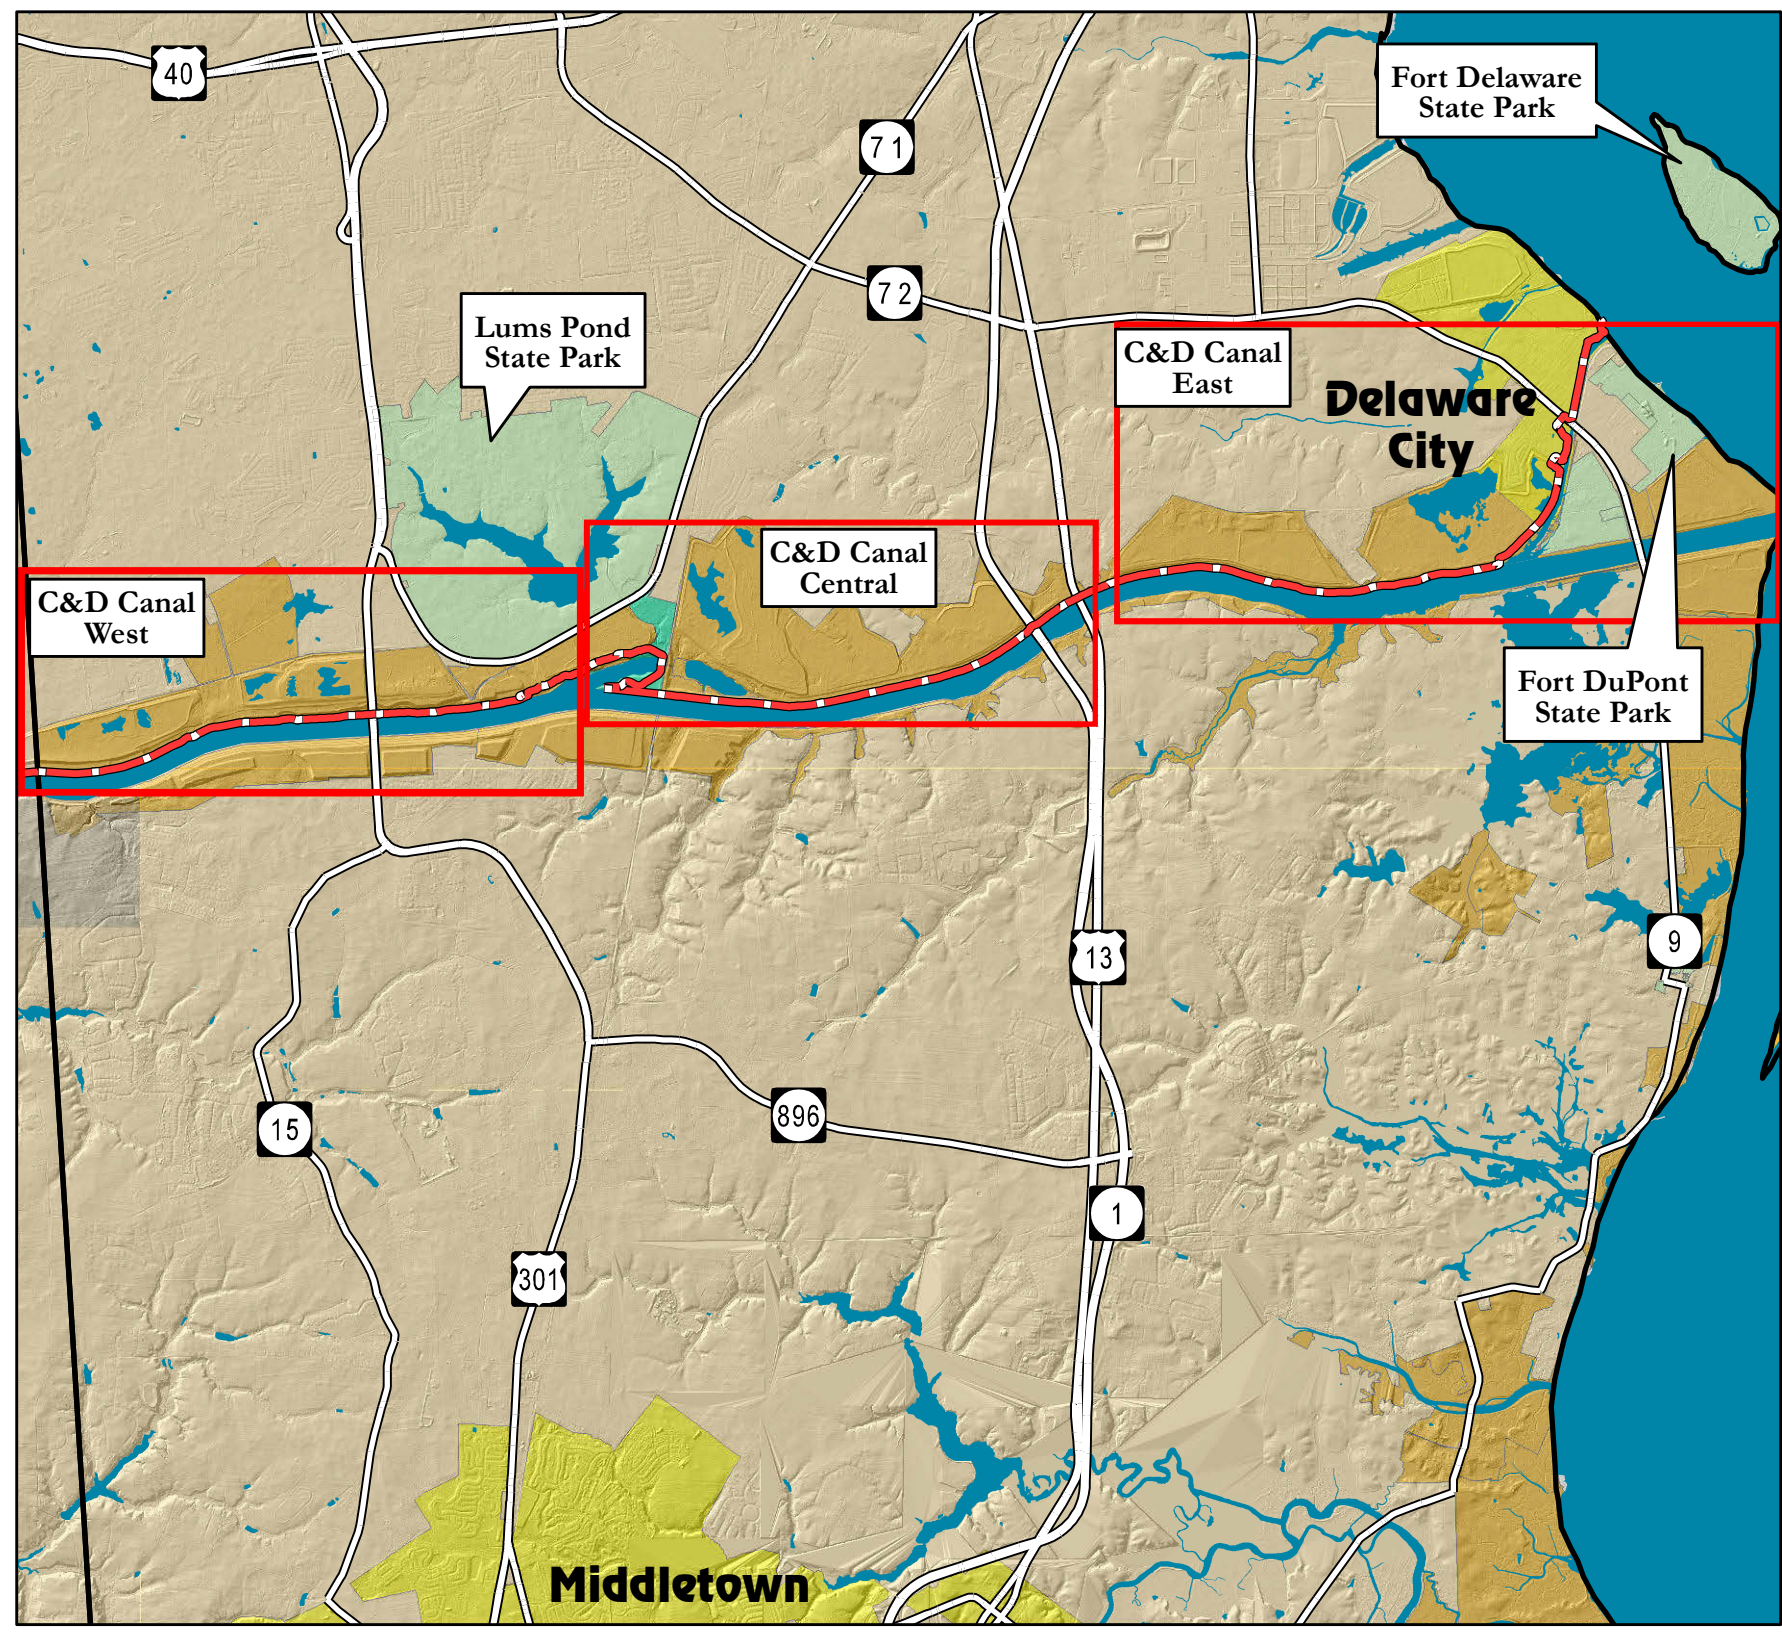 40
Fort Delaware
State Park
71
72
Lums Pond
State Park
C&D Canal
East
Delaware
City
C&D Canal
Central
C&D Canal
West
Fort DuPont
State Park
9
13
896
15
1
301
Middletown